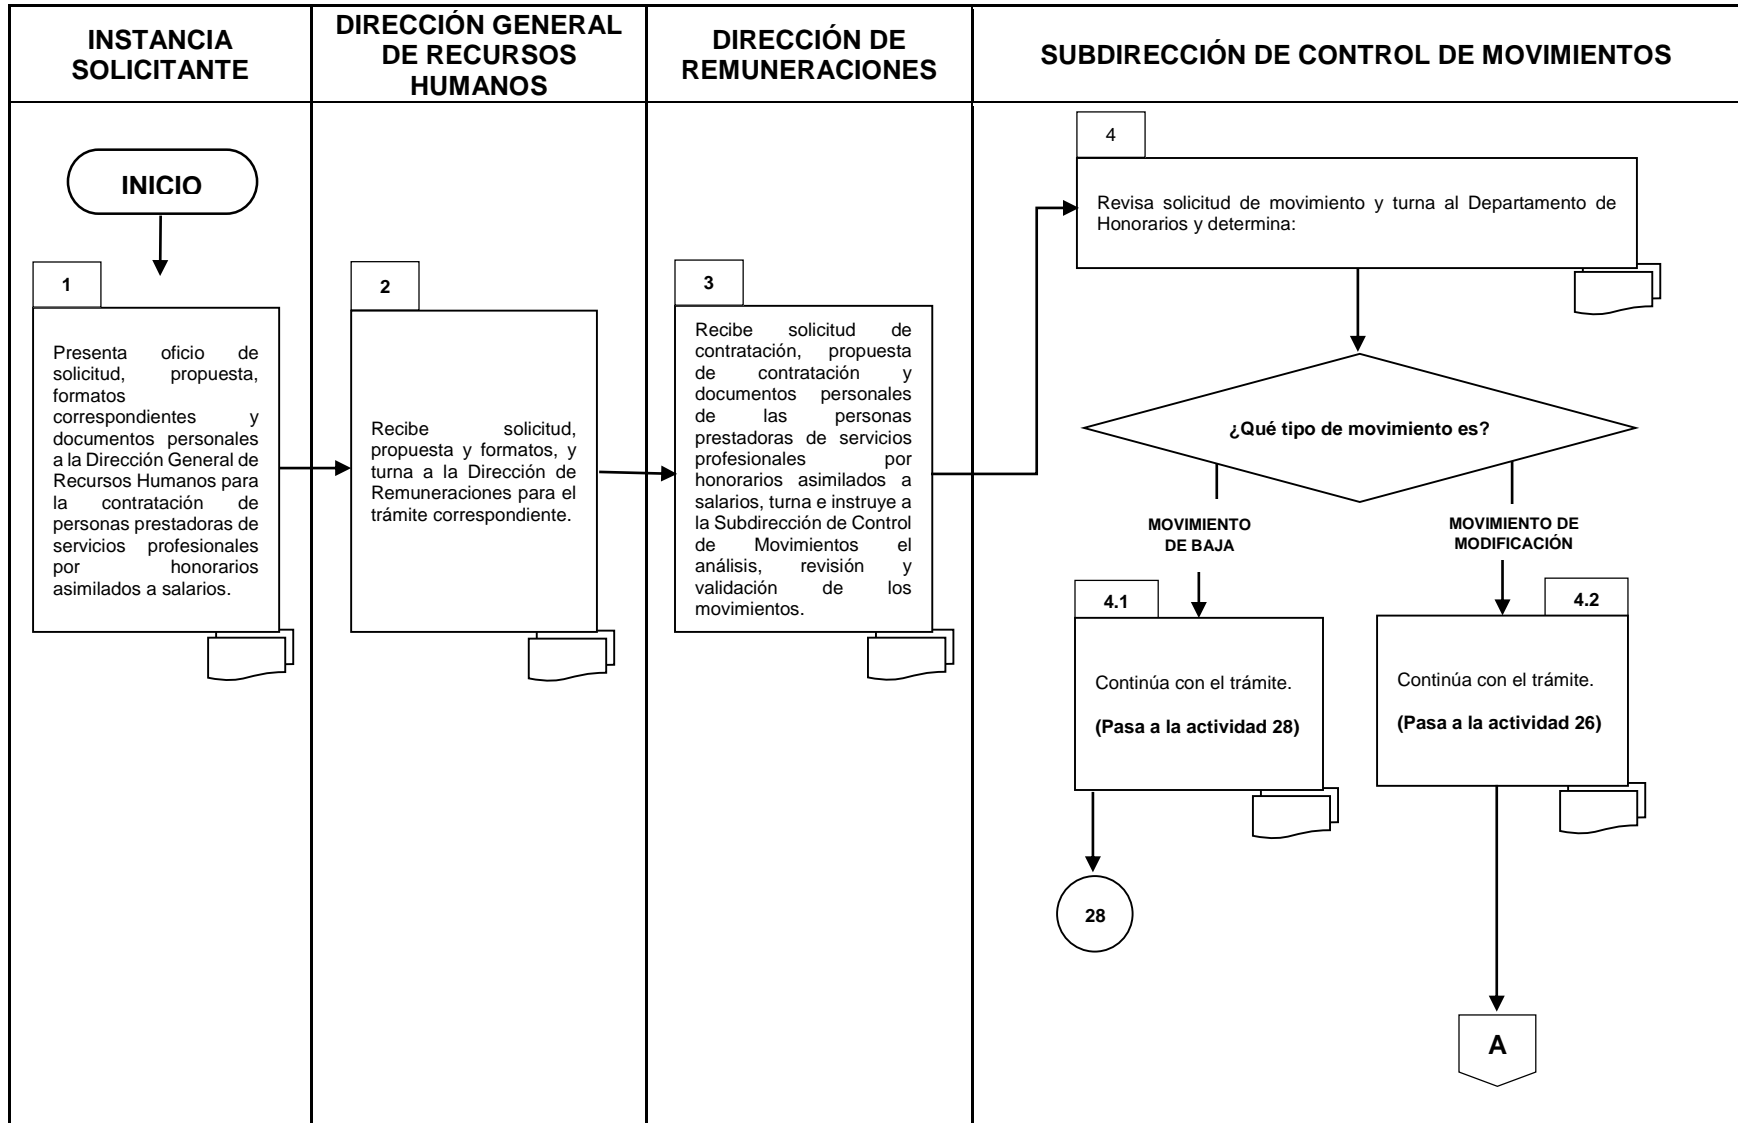 INSTANCIA
SOLICITANTE
DIRECCIÓN GENERAL
DE RECURSOS
HUMANOS
DIRECCIÓN DE
REMUNERACIONES
SUBDIRECCIÓN DE CONTROL DE MOVIMIENTOS
INICIO
1
Presenta oficio de
solicitud, propuesta,
formatos
correspondientes y
documentos personales
a la Dirección General de
Recursos Humanos para
la contratación de
personas prestadoras de
servicios profesionales
por honorarios
asimilados a salarios.
2
Recibe solicitud,
propuesta y formatos, y
turna a la Dirección de
Remuneraciones para el
trámite correspondiente.
3
Recibe solicitud de
contratación, propuesta
de contratación y
documentos personales
de las personas
prestadoras de servicios
profesionales por
honorarios asimilados a
salarios, turna e instruye a
la Subdirección de Control
de Movimientos el
análisis, revisión y
validación de los
movimientos.
4
Revisa solicitud de movimiento y turna al Departamento de
Honorarios y determina:
¿Qué tipo de movimiento es?
MOVIMIENTO
DE BAJA
MOVIMIENTO DE
MODIFICACIÓN
4.1
Continúa con el trámite.
(Pasa a la actividad 28)
28
4.2
Continúa con el trámite.
(Pasa a la actividad 26)
A